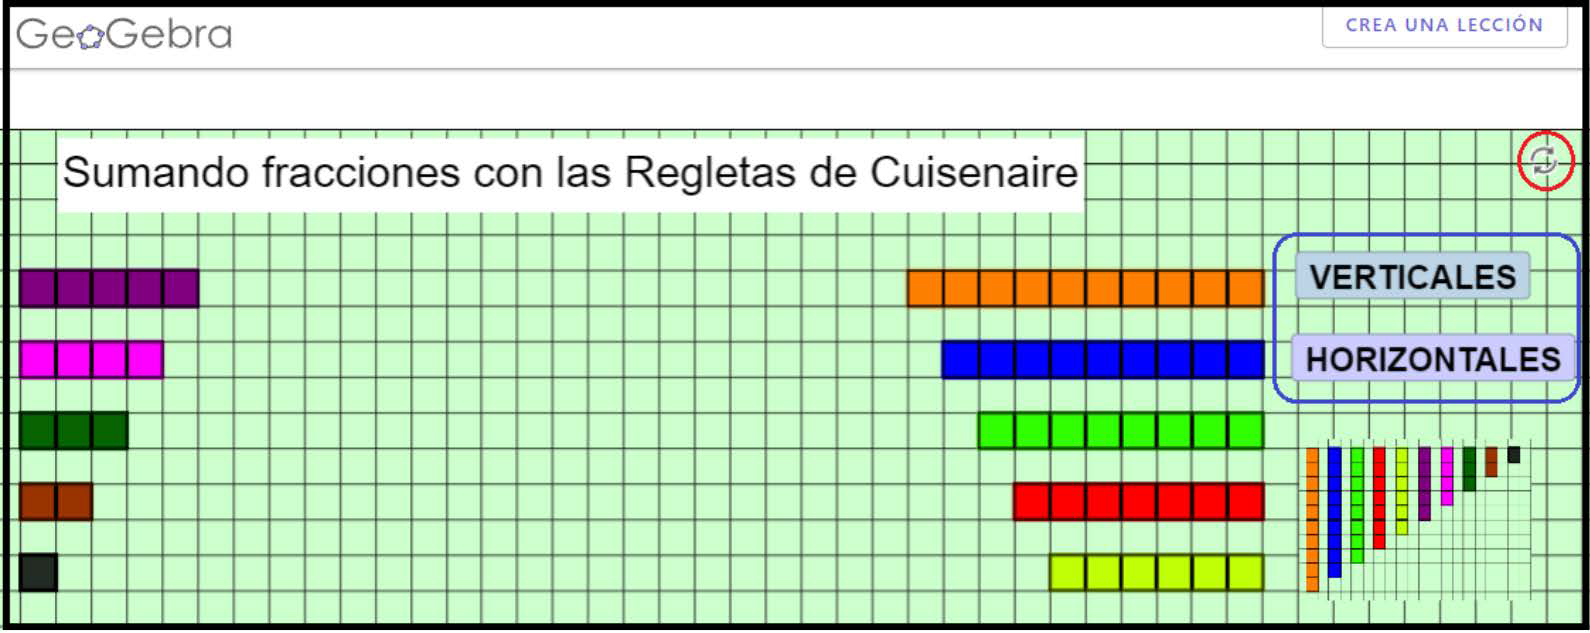 GeoGebra
CREA UNA LECCIÓN
Sumando fracciones con las Regletas de Cuisenaire
VERTICALES
HORIZONTALES